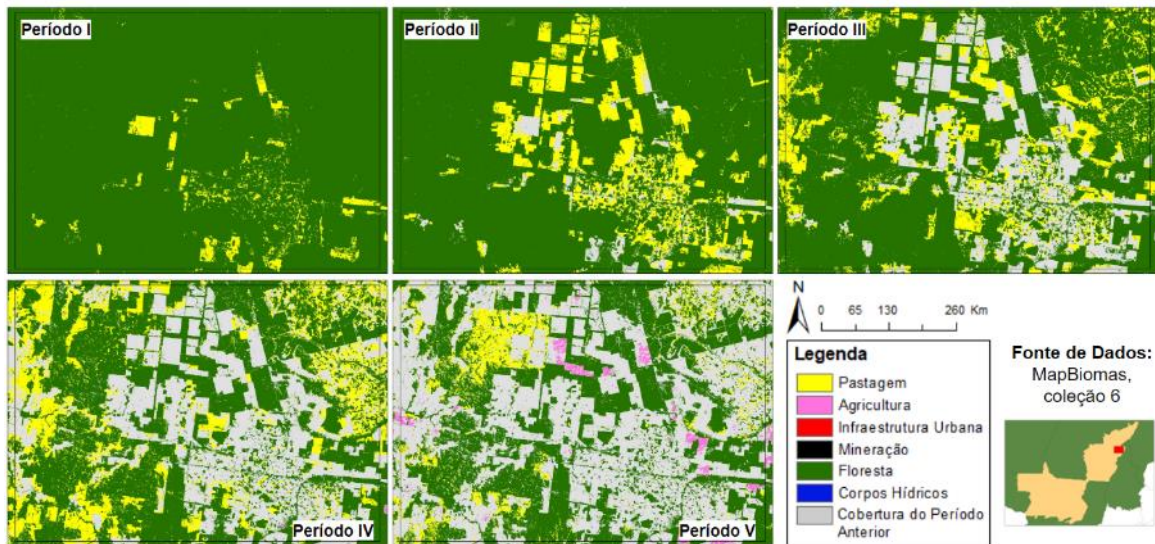 Período I
Período II
Período III
Período IV
Período V
N
0 65 130 260 Km
Legenda
Pastagem
Agricultura
Infraestrutura Urbana
Mineração
Floresta
Corpos Hídricos
Cobertura do Período
Anterior
Fonte de Dados:
MapBiomas,
coleção 6